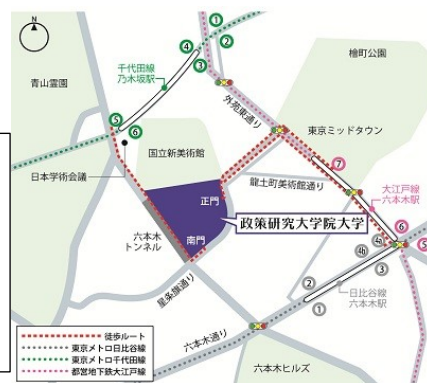 N
①
②
④
③
千代田線
乃木坂駅
檜町公園
青山霊園
外苑東通り
⑤
⑥
国立新美術館
東京ミッドタウン
⑦
日本学術会議
龍土町美術館通り
大江戸線
六本木駅
正門
政策研究大学院大学
六本木
トンネル
南門
⑥
4a
4b
③
⑤
星条旗通り
②
①
日比谷線
六本木駅
六本木通り
六本木ヒルズ
徒歩ルート
東京メトロ日比谷線
東京メトロ千代田線
都営地下鉄大江戸線